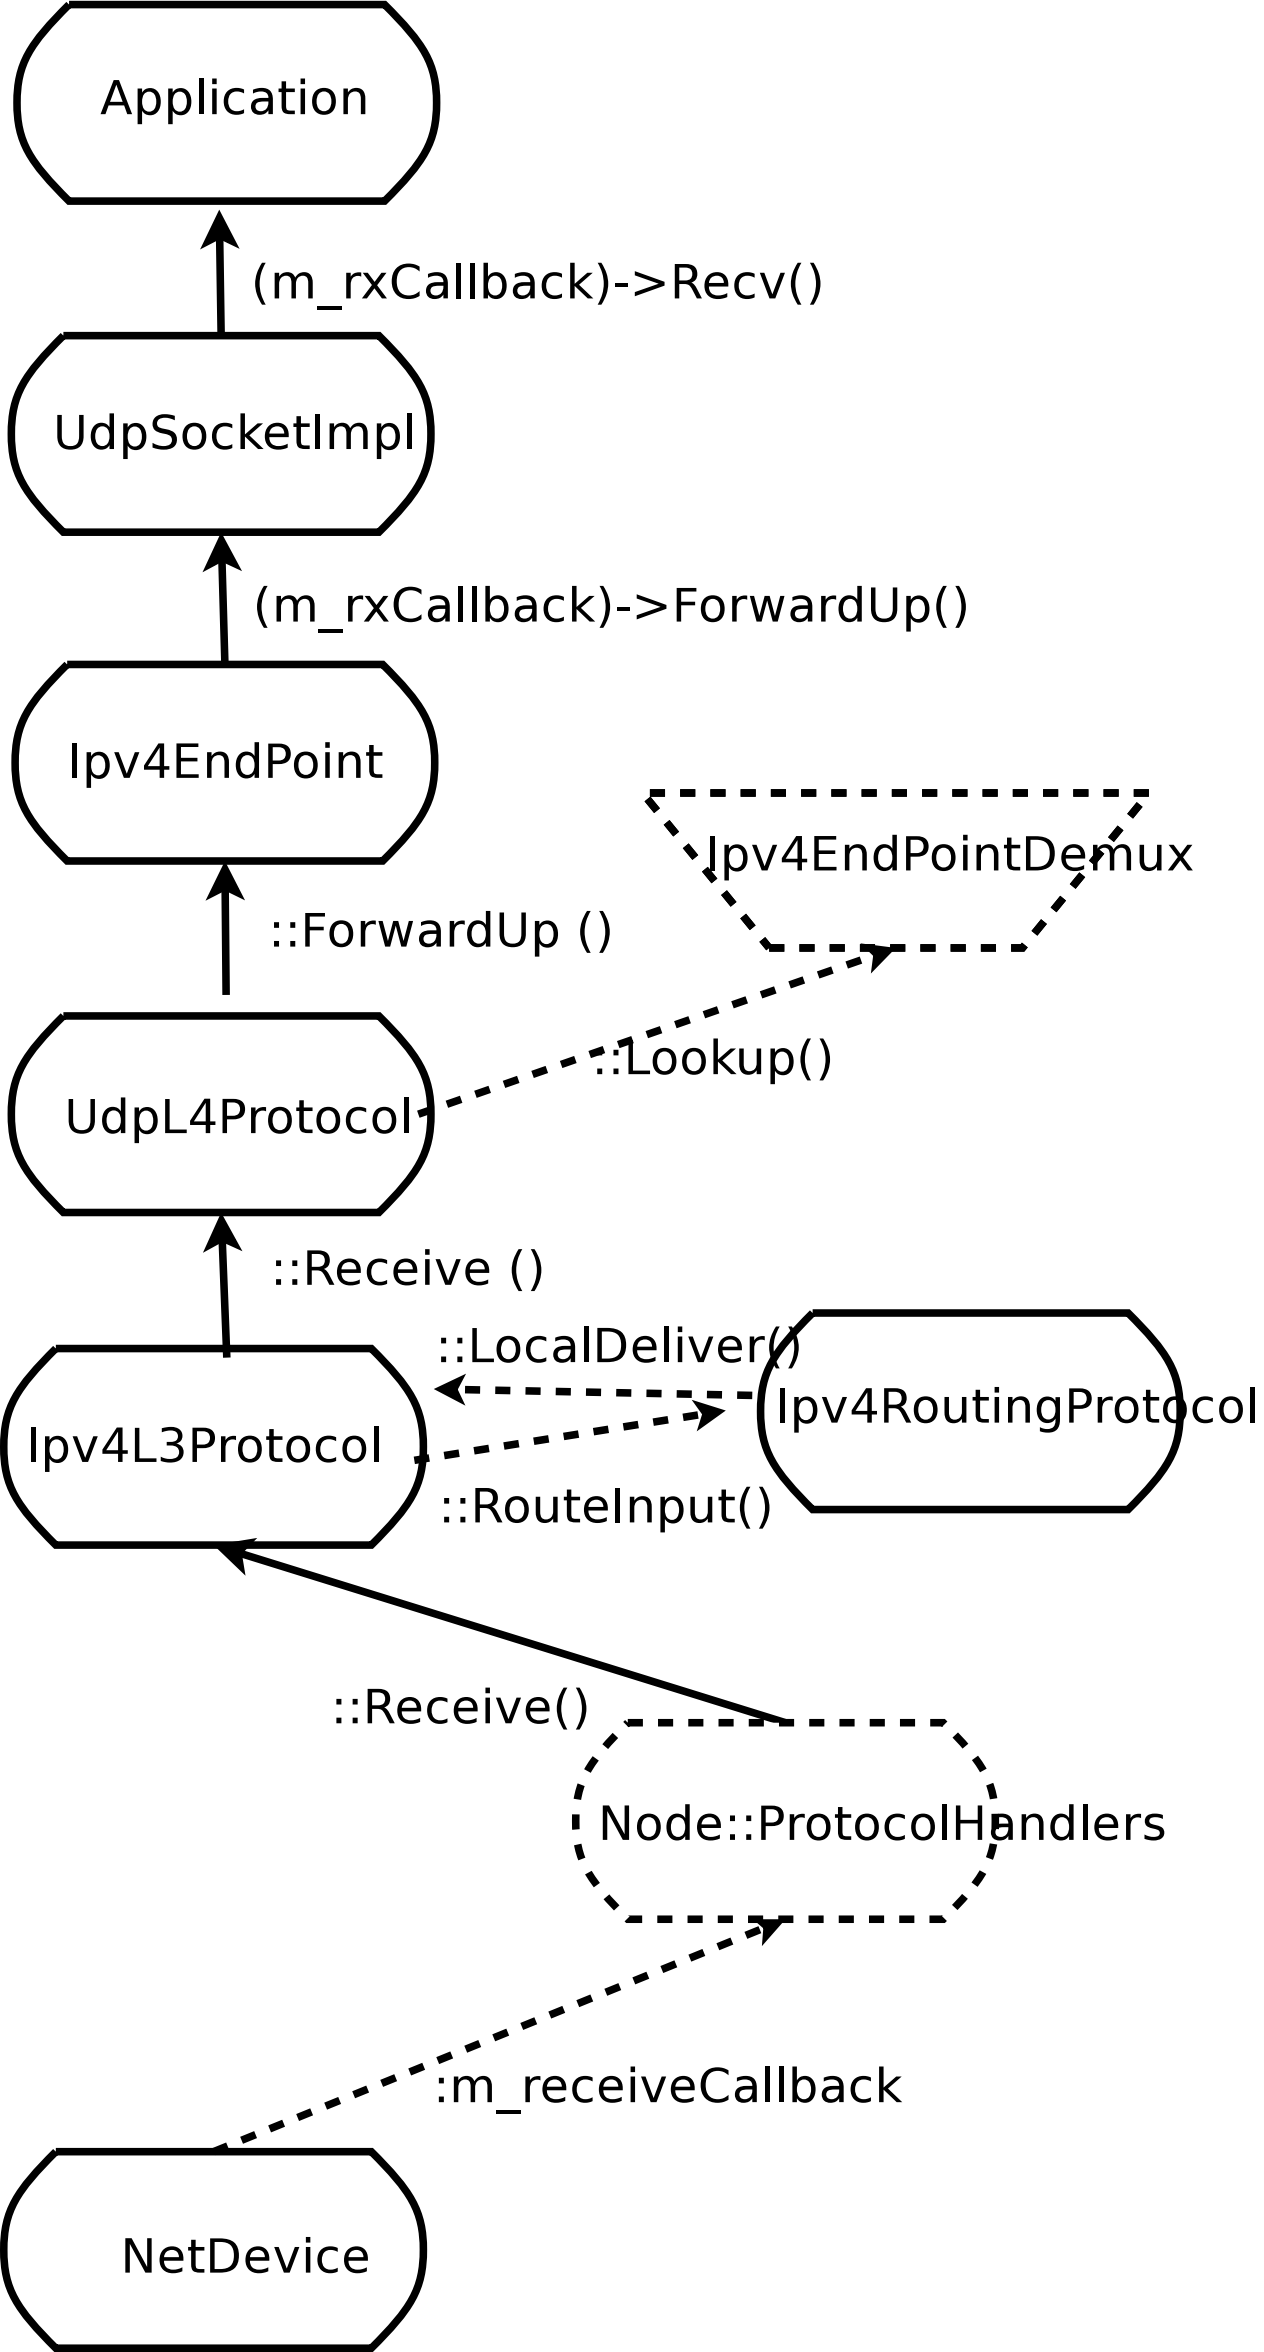 Application
(m_rxCallback)->Recv()
UdpSocketImpl
(m_rxCallback)->ForwardUp()
Ipv4EndPoint
Ipv4EndPointDemux
::ForwardUp ()
::Lookup()
UdpL4Protocol
::Receive ()
::LocalDeliver()
Ipv4RoutingProtocol
Ipv4L3Protocol
::RouteInput()
::Receive()
Node::ProtocolHandlers
:m_receiveCallback
NetDevice